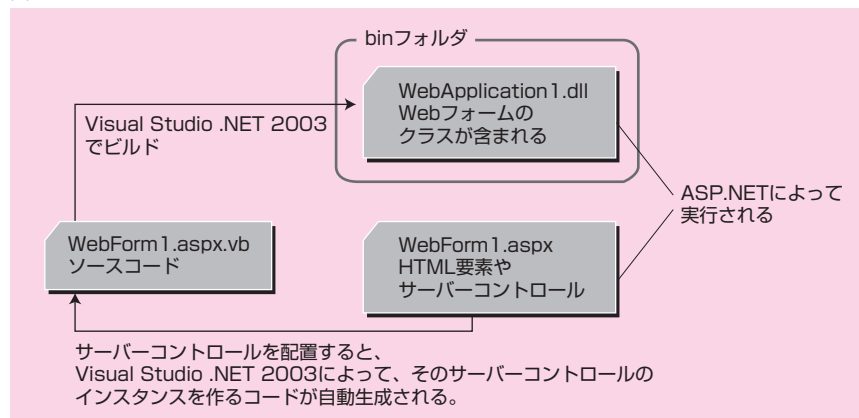 binフォルダ
WebApplication1.dll
Webフォームの
クラスが含まれる
Visual Studio .NET 2003
でビルド
ASP.NETによって
実行される
WebForm1.aspx.vb
ソースコード
WebForm1.aspx
HTML要素や
サーバーコントロール
サーバーコントロールを配置すると、
Visual Studio .NET 2003によって、そのサーバーコントロールの
インスタンスを作るコードが自動生成される。